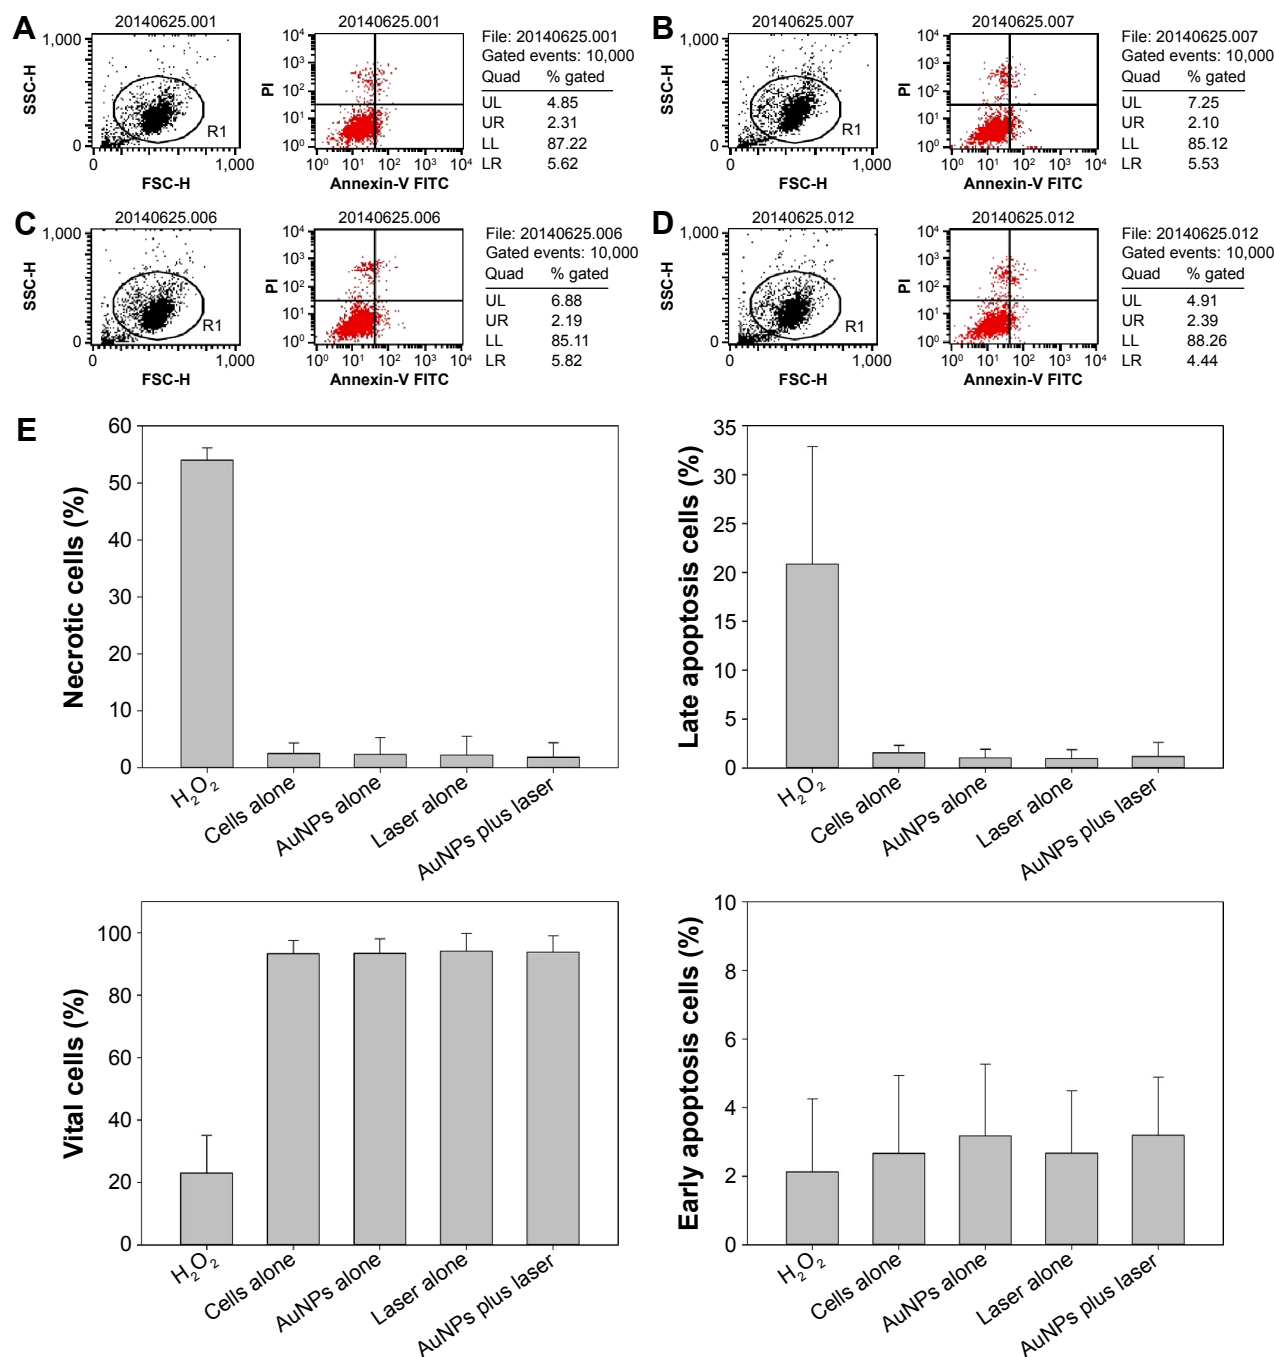 A
20140625.001
1,000
SSC-H
0
R1
1,000
FSC-H
20140625.001
PI
10⁴
10³
10²
10¹
10⁰
10⁰ 10¹ 10² 10³ 10⁴
Annexin-V FITC
File: 20140625.001
Gated events: 10,000
Quad % gated
UL 4.85
UR 2.31
LL 87.22
LR 5.62
B
20140625.007
1,000
SSC-H
0
R1
0 1,000
FSC-H
20140625.007
PI
10⁴
10³
10²
10¹
10⁰
10⁰ 10¹ 10² 10³ 10⁴
Annexin-V FITC
File: 20140625.007
Gated events: 10,000
Quad % gated
UL 7.25
UR 2.10
LL 85.12
LR 5.53
C
20140625.006
1,000
SSC-H
0
R1
0 1,000
FSC-H
20140625.006
PI
10⁴
10³
10²
10¹
10⁰
10⁰ 10¹ 10² 10³ 10⁴
Annexin-V FITC
File: 20140625.006
Gated events: 10,000
Quad % gated
UL 6.88
UR 2.19
LL 85.11
LR 5.82
D
20140625.012
1,000
SSC-H
0
R1
0 1,000
FSC-H
20140625.012
PI
10⁴
10³
10²
10¹
10⁰
10⁰ 10¹ 10² 10³ 10⁴
Annexin-V FITC
File: 20140625.012
Gated events: 10,000
Quad % gated
UL 4.91
UR 2.39
LL 88.26
LR 4.44
E
Necrotic cells (%)
60
50
40
30
20
10
0
H₂O₂
Cells alone
AuNPs alone
Laser alone
AuNPs plus laser
Late apoptosis cells (%)
35
30
25
20
15
10
5
0
H₂O₂
Cells alone
AuNPs alone
Laser alone
AuNPs plus laser
Vital cells (%)
100
80
60
40
20
0
H₂O₂
Cells alone
AuNPs alone
Laser alone
AuNPs plus laser
Early apoptosis cells (%)
10
8
6
4
2
0
H₂O₂
Cells alone
AuNPs alone
Laser alone
AuNPs plus laser